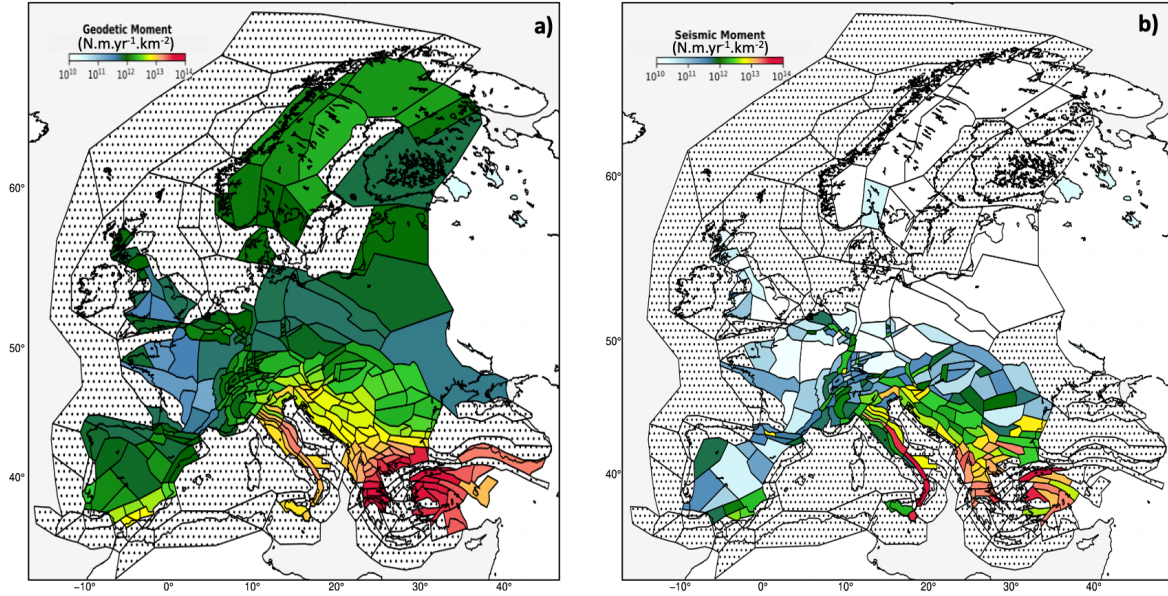 a)
Geodetic Moment
(N.m.yr⁻¹.km⁻²)
10¹⁰ 10¹¹ 10¹² 10¹³ 10¹⁴
60°
50°
40°
−10° 0° 10° 20° 30° 40°
b)
Seismic Moment
(N.m.yr⁻¹.km⁻²)
10¹⁰ 10¹¹ 10¹² 10¹³ 10¹⁴
60°
50°
40°
−10° 0° 10° 20° 30° 40°